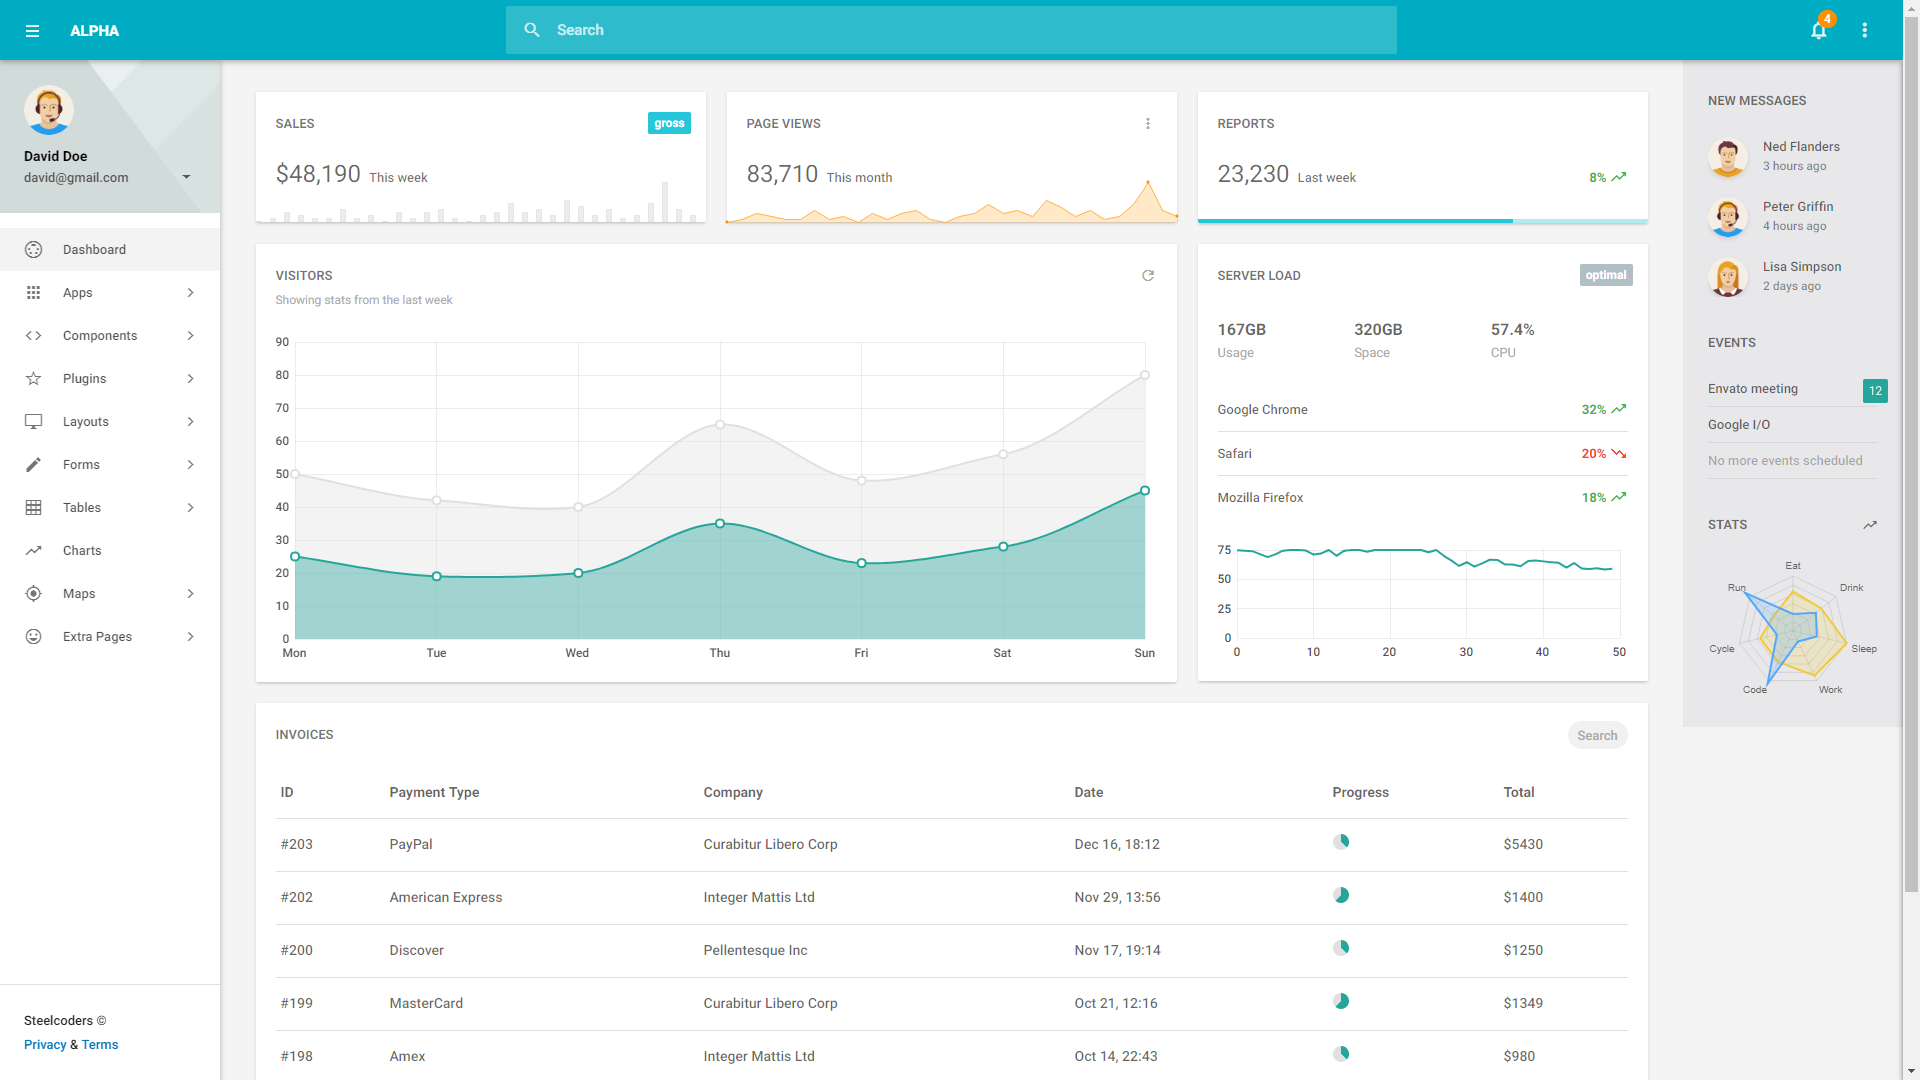 ALPHA
Search
4
David Doe
david@gmail.com
Dashboard
Apps
Components
Plugins
Layouts
Forms
Tables
Charts
Maps
Extra Pages
Steelcoders ©
Privacy & Terms
SALES
gross
$48,190 This week
PAGE VIEWS
83,710 This month
REPORTS
23,230 Last week
8%
VISITORS
Showing stats from the last week
90
80
70
60
50
40
30
20
10
0
Mon Tue Wed Thu Fri Sat Sun
SERVER LOAD
optimal
167GB 320GB 57.4%
Usage Space CPU
Google Chrome 32%
Safari 20%
Mozilla Firefox 18%
75
50
25
0
0 10 20 30 40 50
INVOICES
Search
ID Payment Type Company Date Progress Total
#203 PayPal Curabitur Libero Corp Dec 16, 18:12 $5430
#202 American Express Integer Mattis Ltd Nov 29, 13:56 $1400
#200 Discover Pellentesque Inc Nov 17, 19:14 $1250
#199 MasterCard Curabitur Libero Corp Oct 21, 12:16 $1349
#198 Amex Integer Mattis Ltd Oct 14, 22:43 $980
NEW MESSAGES
Ned Flanders
3 hours ago
Peter Griffin
4 hours ago
Lisa Simpson
2 days ago
EVENTS
Envato meeting 12
Google I/O
No more events scheduled
STATS
Eat
Run Drink
Cycle Sleep
Code Work